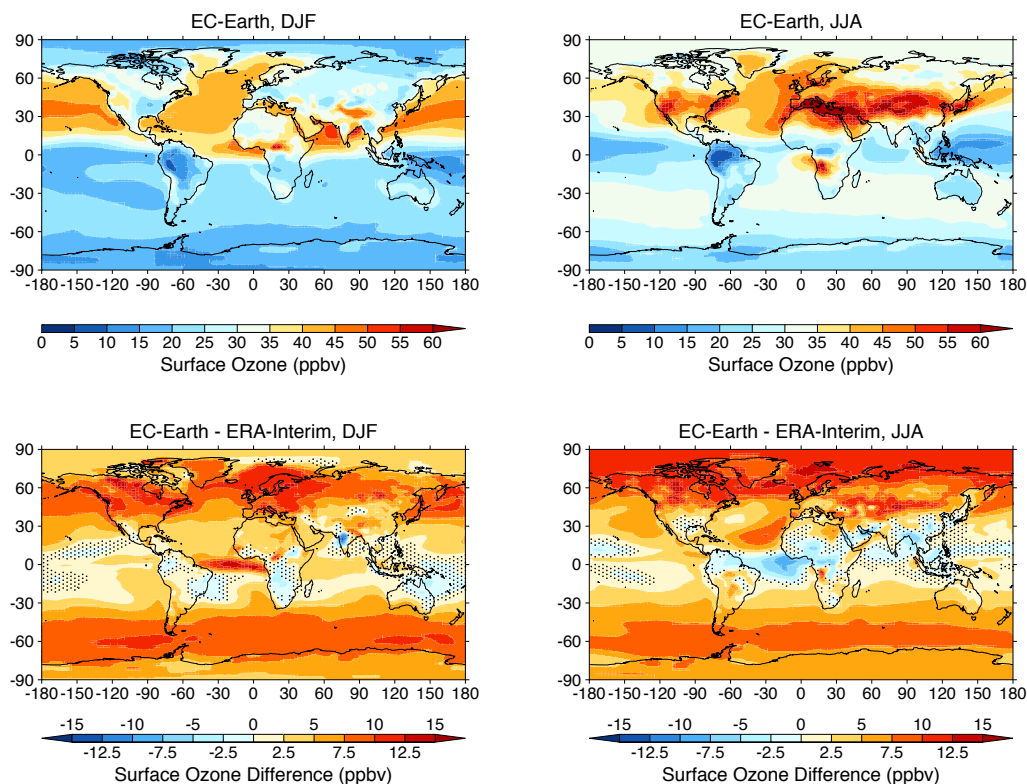 EC-Earth, DJF
90
60
30
0
-30
-60
-90
-180 -150 -120 -90 -60 -30 0 30 60 90 120 150 180
0 5 10 15 20 25 30 35 40 45 50 55 60
Surface Ozone (ppbv)
EC-Earth, JJA
90
60
30
0
-30
-60
-90
-180 -150 -120 -90 -60 -30 0 30 60 90 120 150 180
0 5 10 15 20 25 30 35 40 45 50 55 60
Surface Ozone (ppbv)
EC-Earth - ERA-Interim, DJF
90
60
30
0
-30
-60
-90
-180 -150 -120 -90 -60 -30 0 30 60 90 120 150 180
-15 -10 -5 0 5 10 15
-12.5 -7.5 -2.5 2.5 7.5 12.5
Surface Ozone Difference (ppbv)
EC-Earth - ERA-Interim, JJA
90
60
30
0
-30
-60
-90
-180 -150 -120 -90 -60 -30 0 30 60 90 120 150 180
-15 -10 -5 0 5 10 15
-12.5 -7.5 -2.5 2.5 7.5 12.5
Surface Ozone Difference (ppbv)